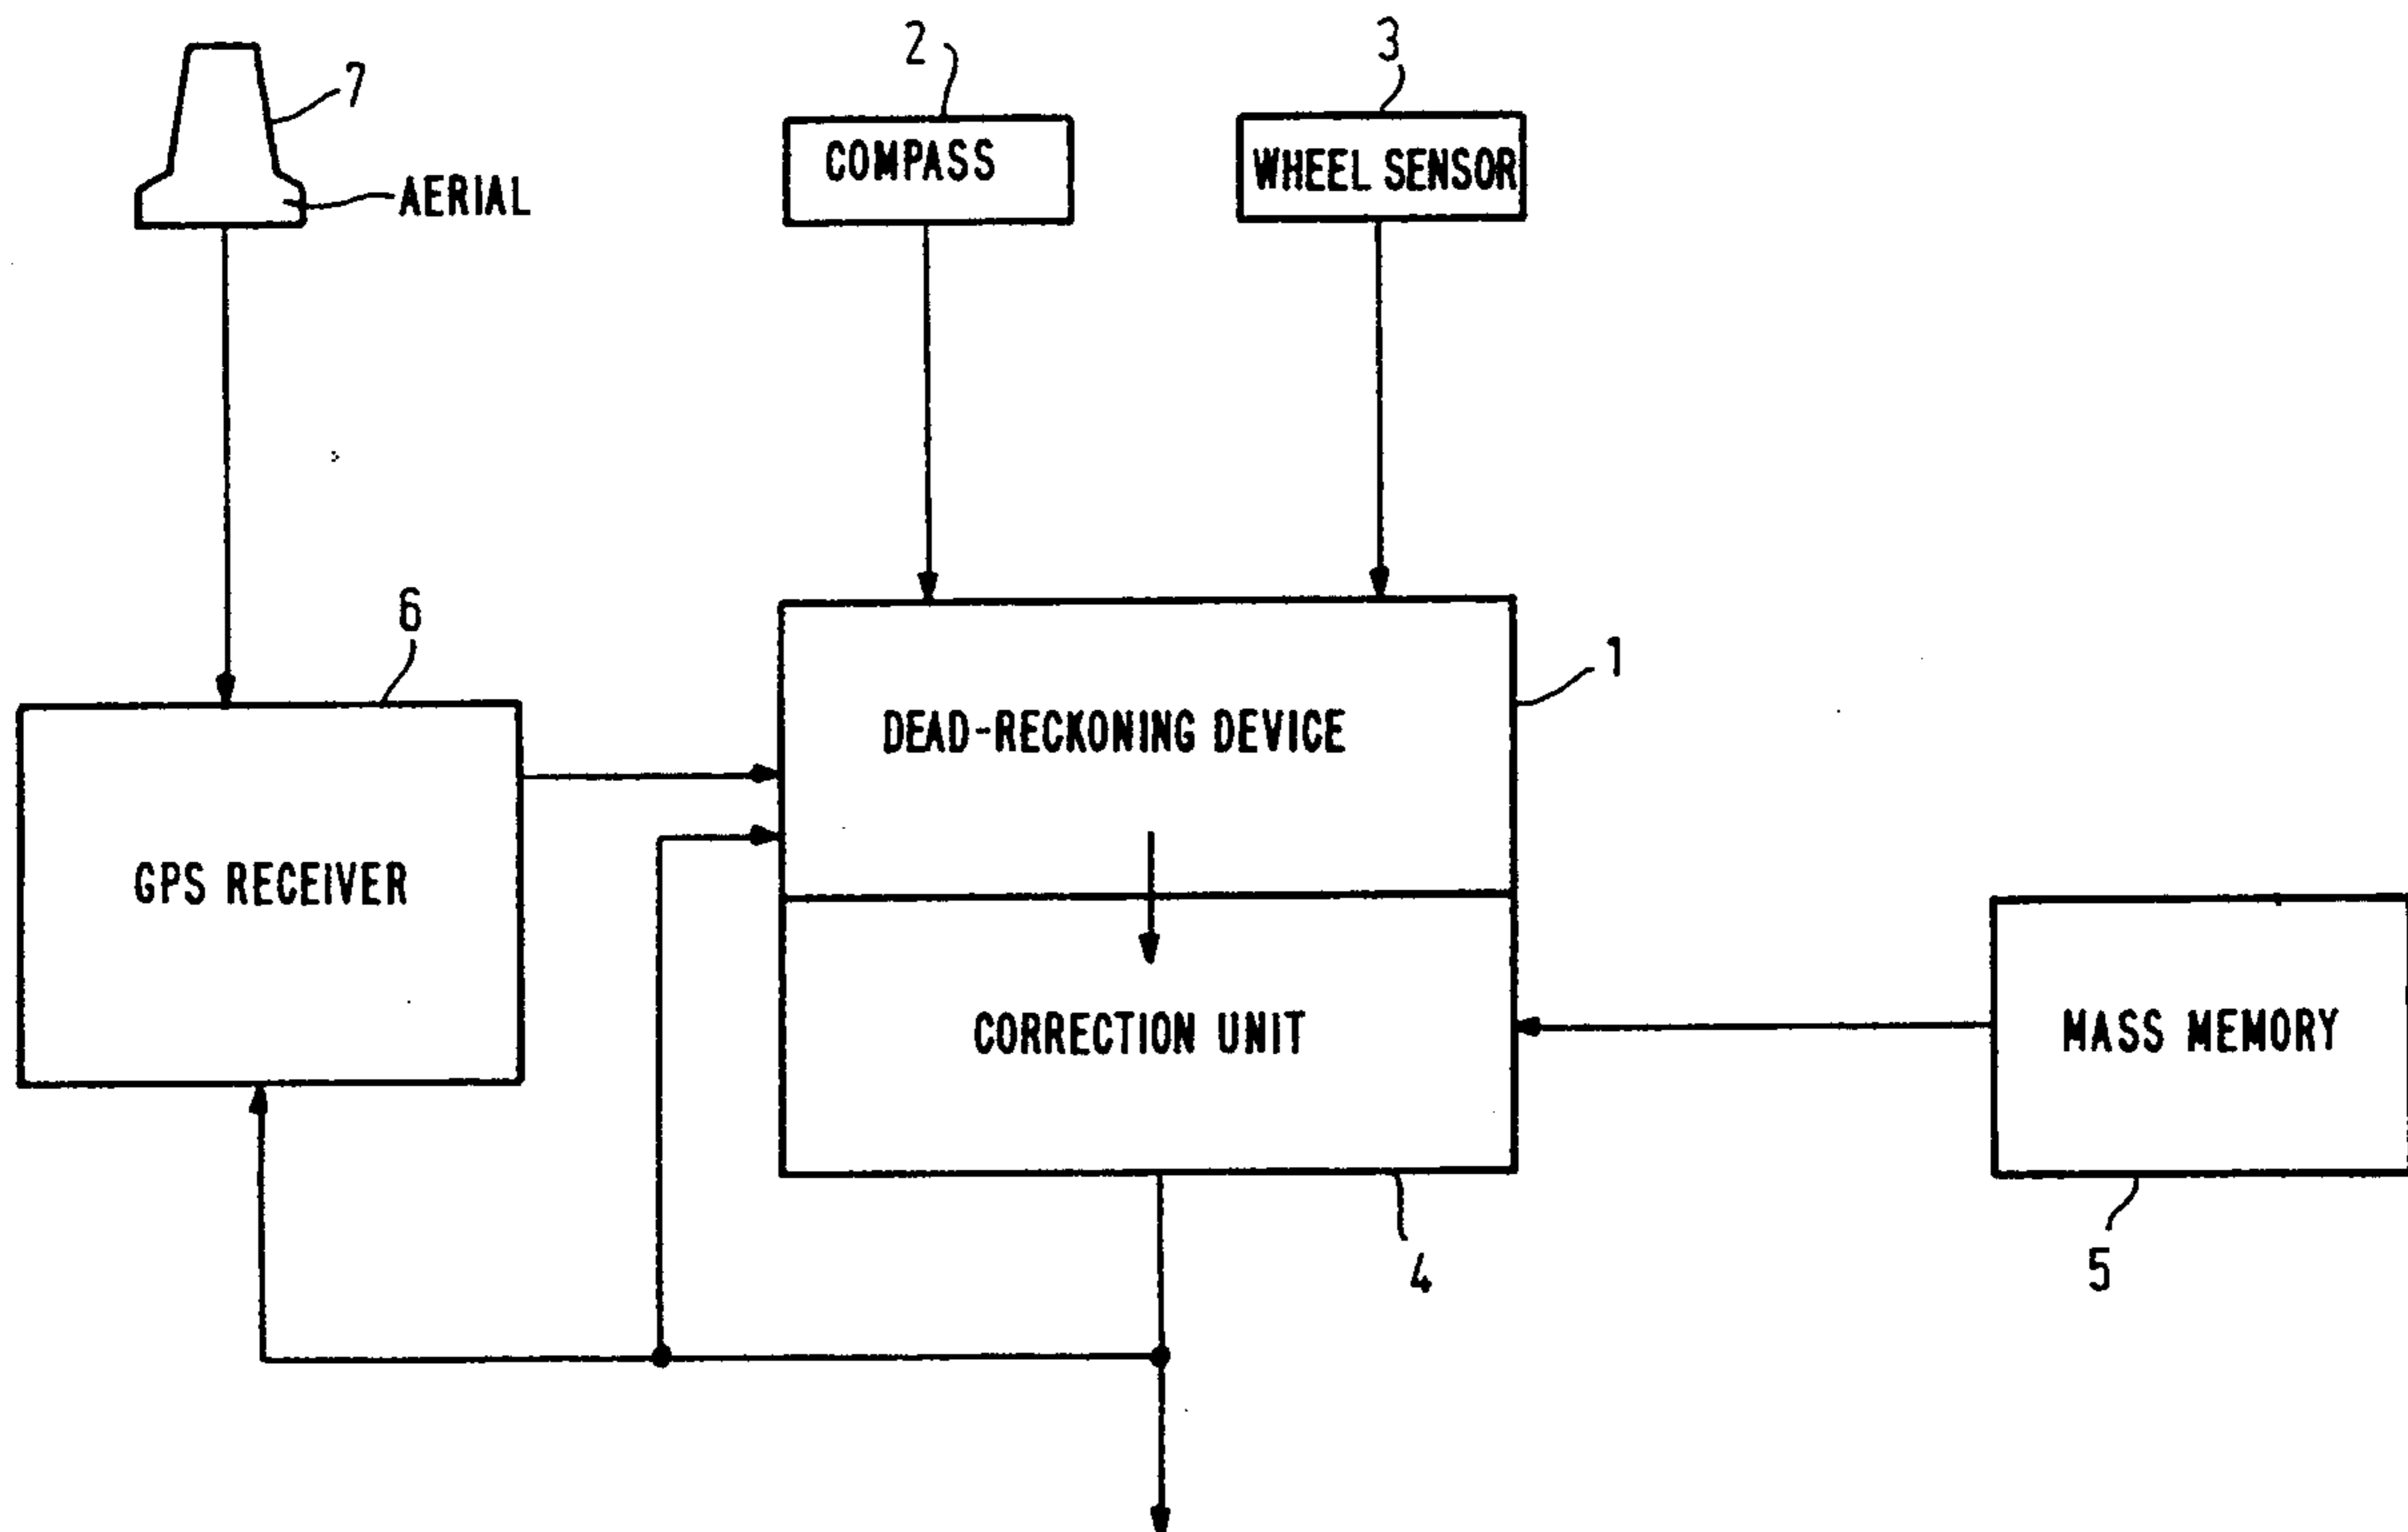 2
3
7
COMPASS
WHEEL SENSOR
AERIAL
6
1
DEAD-RECKONING DEVICE
GPS RECEIVER
CORRECTION UNIT
MASS MEMORY
4
5